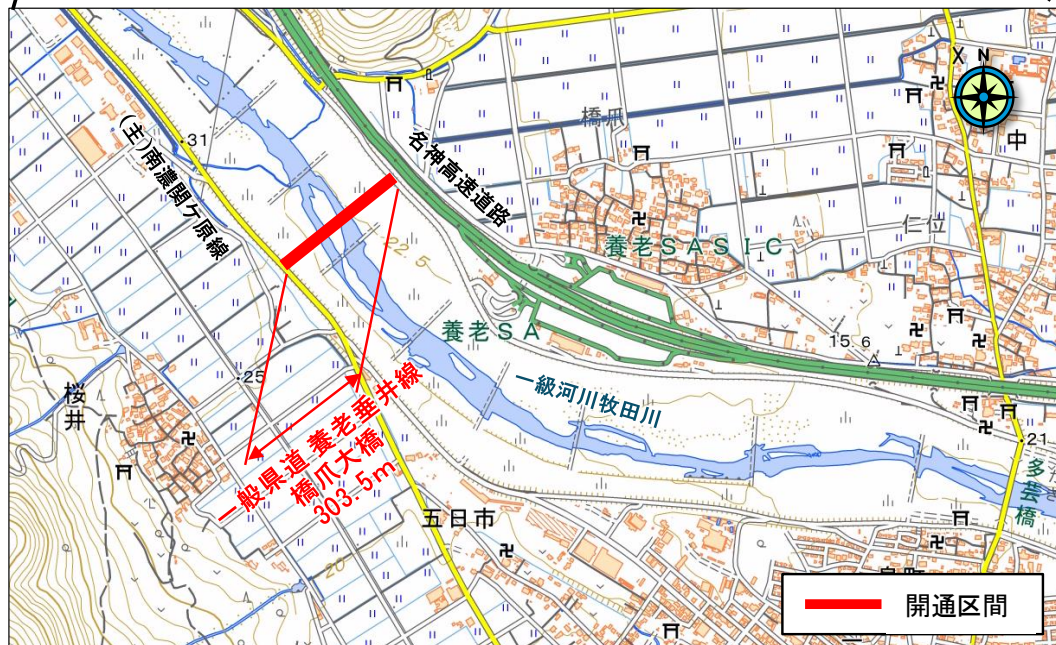 N
中
橋爪
仁位
31
(主)南濃関ケ原線
名神高速道路
養老ＳＡＳＩＣ
22.5
養老ＳＡ
15.6
25
桜井
一級河川牧田川
一般県道 養老垂井線
橋爪大橋
303.5m
21
多芸橋
五日市
20
開通区間